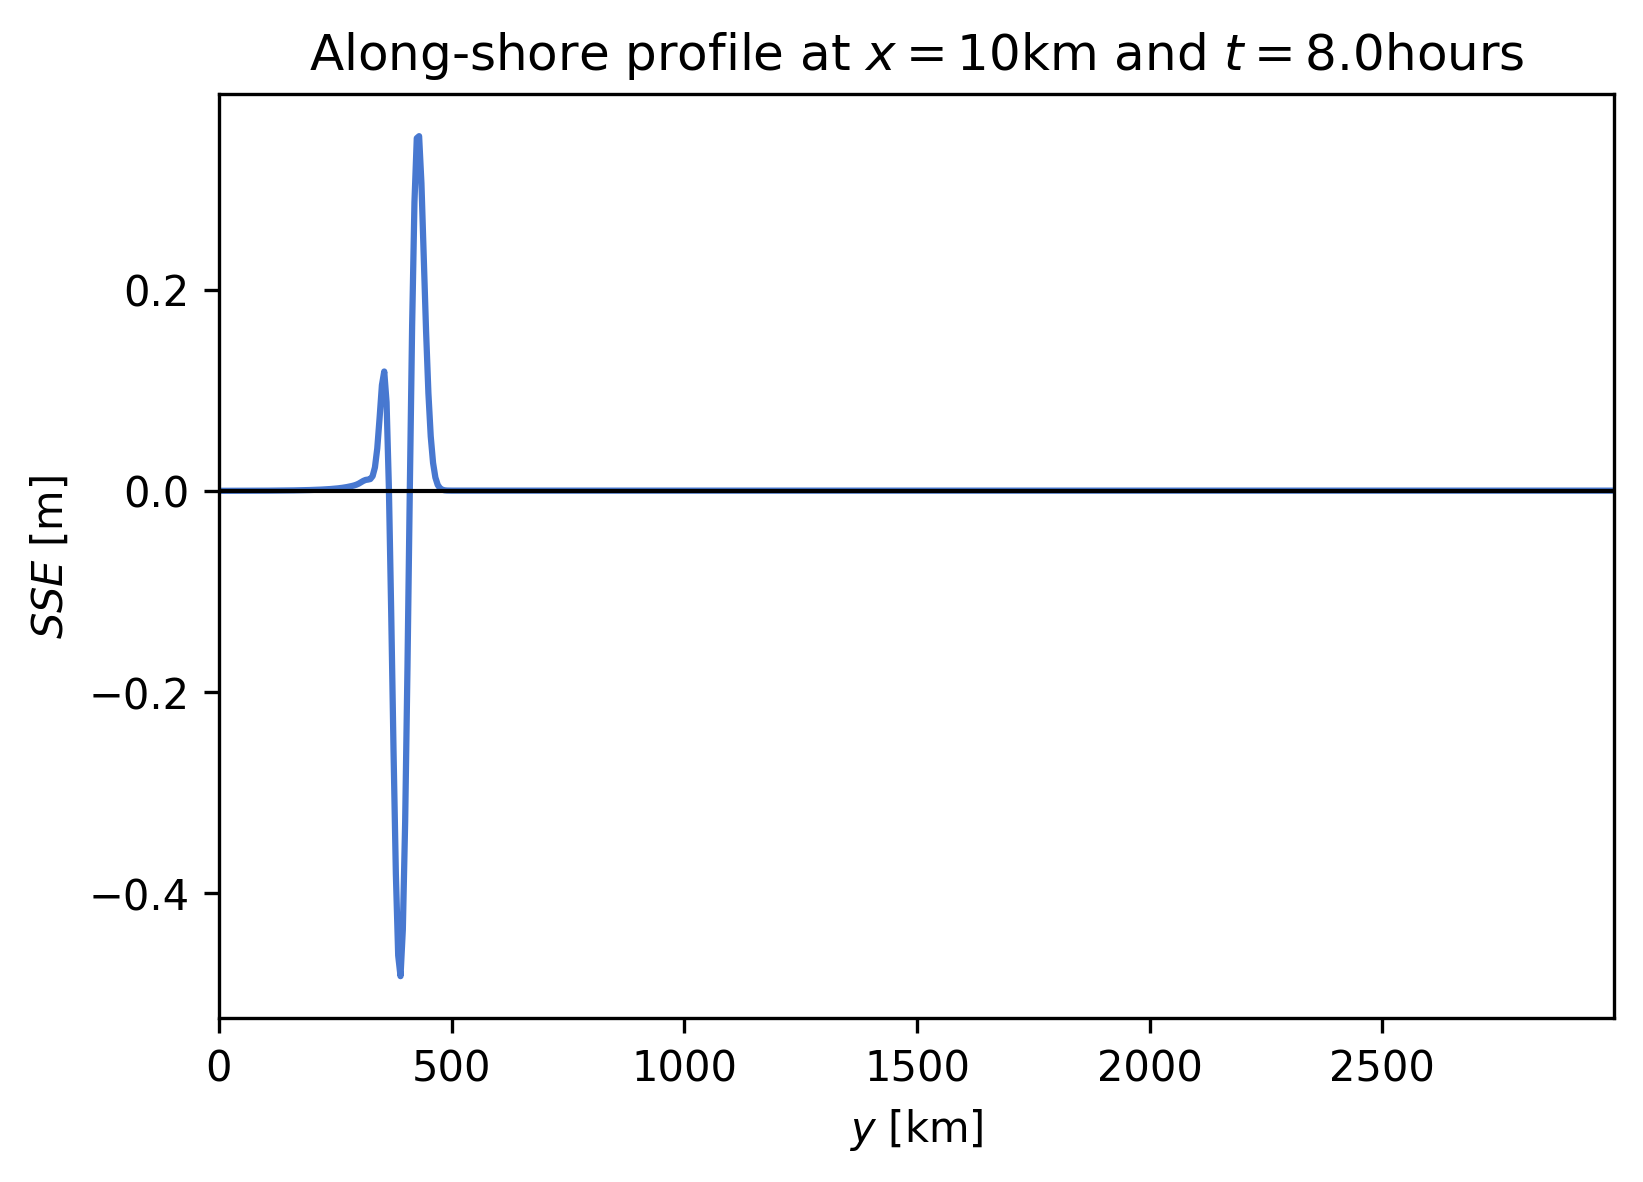 Along-shore profile at x = 10km and t = 8.0hours
SSE [m]
0.2
0.0
−0.2
−0.4
0 500 1000 1500 2000 2500
y [km]